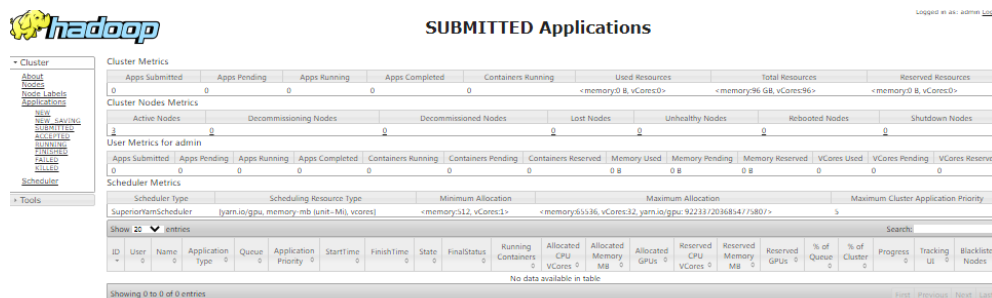 Logged in as: admin
hadoop
SUBMITTED Applications
Cluster
About
Nodes
Node Labels
Applications
NEW
NEW_SAVING
SUBMITTED
ACCEPTED
RUNNING
FINISHED
FAILED
KILLED
Scheduler
Tools
Cluster Metrics
Apps Submitted Apps Pending Apps Running Apps Completed Containers Running Used Resources Total Resources Reserved Resources
0 0 0 0 0 <memory:0 B, vCores:0> <memory:96 GB, vCores:96> <memory:0 B, vCores:0>
Cluster Nodes Metrics
Active Nodes Decommissioning Nodes Decommissioned Nodes Lost Nodes Unhealthy Nodes Rebooted Nodes Shutdown Nodes
3 0 0 0 0 0 0
User Metrics for admin
Apps Submitted Apps Pending Apps Running Apps Completed Containers Running Containers Pending Containers Reserved Memory Used Memory Pending Memory Reserved VCores Used VCores Pending VCores Reserve
0 0 0 0 0 0 0 0 B 0 B 0 B 0 0 0
Scheduler Metrics
Scheduler Type Scheduling Resource Type Minimum Allocation Maximum Allocation Maximum Cluster Application Priority
SuperiorYarnScheduler [yarn.io/gpu, memory-mb (unit=Mi), vcores] <memory:512, vCores:1> <memory:65536, vCores:32, yarn.io/gpu: 9223372036854775807> 5
Show 20 entries Search:
ID User Name Application Type Queue Application Priority StartTime FinishTime State FinalStatus Running Containers Allocated CPU VCores Allocated Memory MB Allocated GPUs Reserved CPU VCores Reserved Memory MB Reserved GPUs % of Queue % of Cluster Progress Tracking UI Blackliste Nodes
No data available in table
Showing 0 to 0 of 0 entries First Previous Next Las